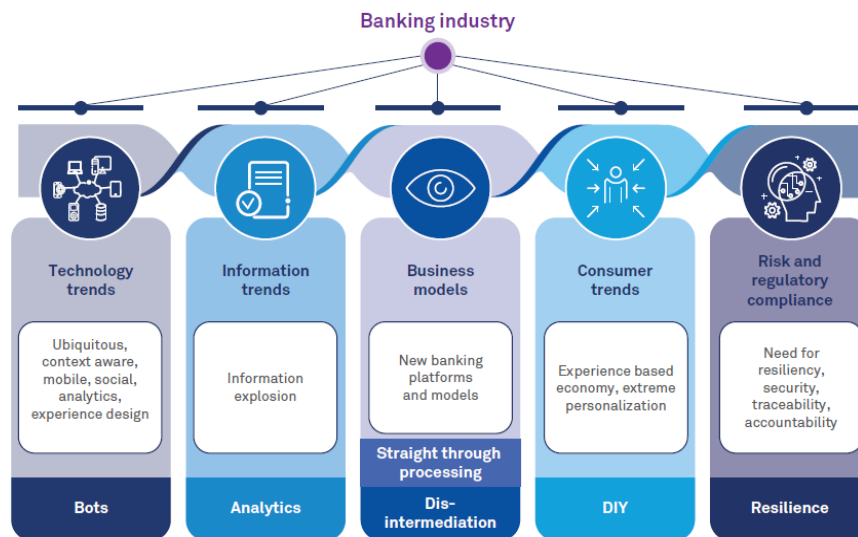 Banking industry
Technology
trends
Ubiquitous,
context aware,
mobile, social,
analytics,
experience design
Bots
Information
trends
Information
explosion
Analytics
Business
models
New banking
platforms
and models
Straight through
processing
Dis-
intermediation
Consumer
trends
Experience based
economy, extreme
personalization
DIY
Risk and
regulatory
compliance
Need for
resiliency,
security,
traceability,
accountability
Resilience